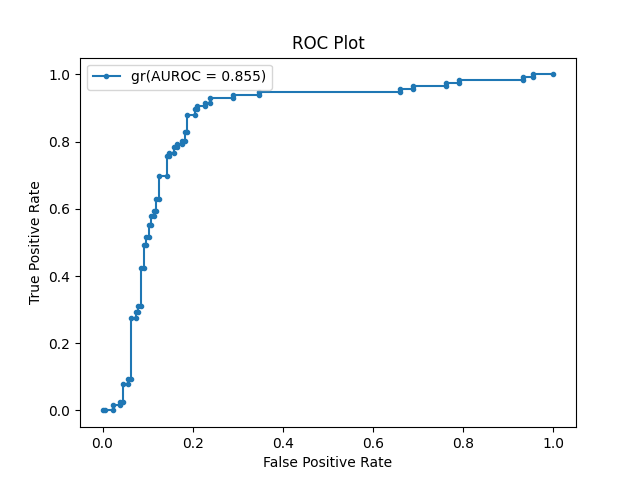 ROC Plot
gr(AUROC = 0.855)
1.0
0.8
0.6
0.4
0.2
0.0
True Positive Rate
0.0 0.2 0.4 0.6 0.8 1.0
False Positive Rate